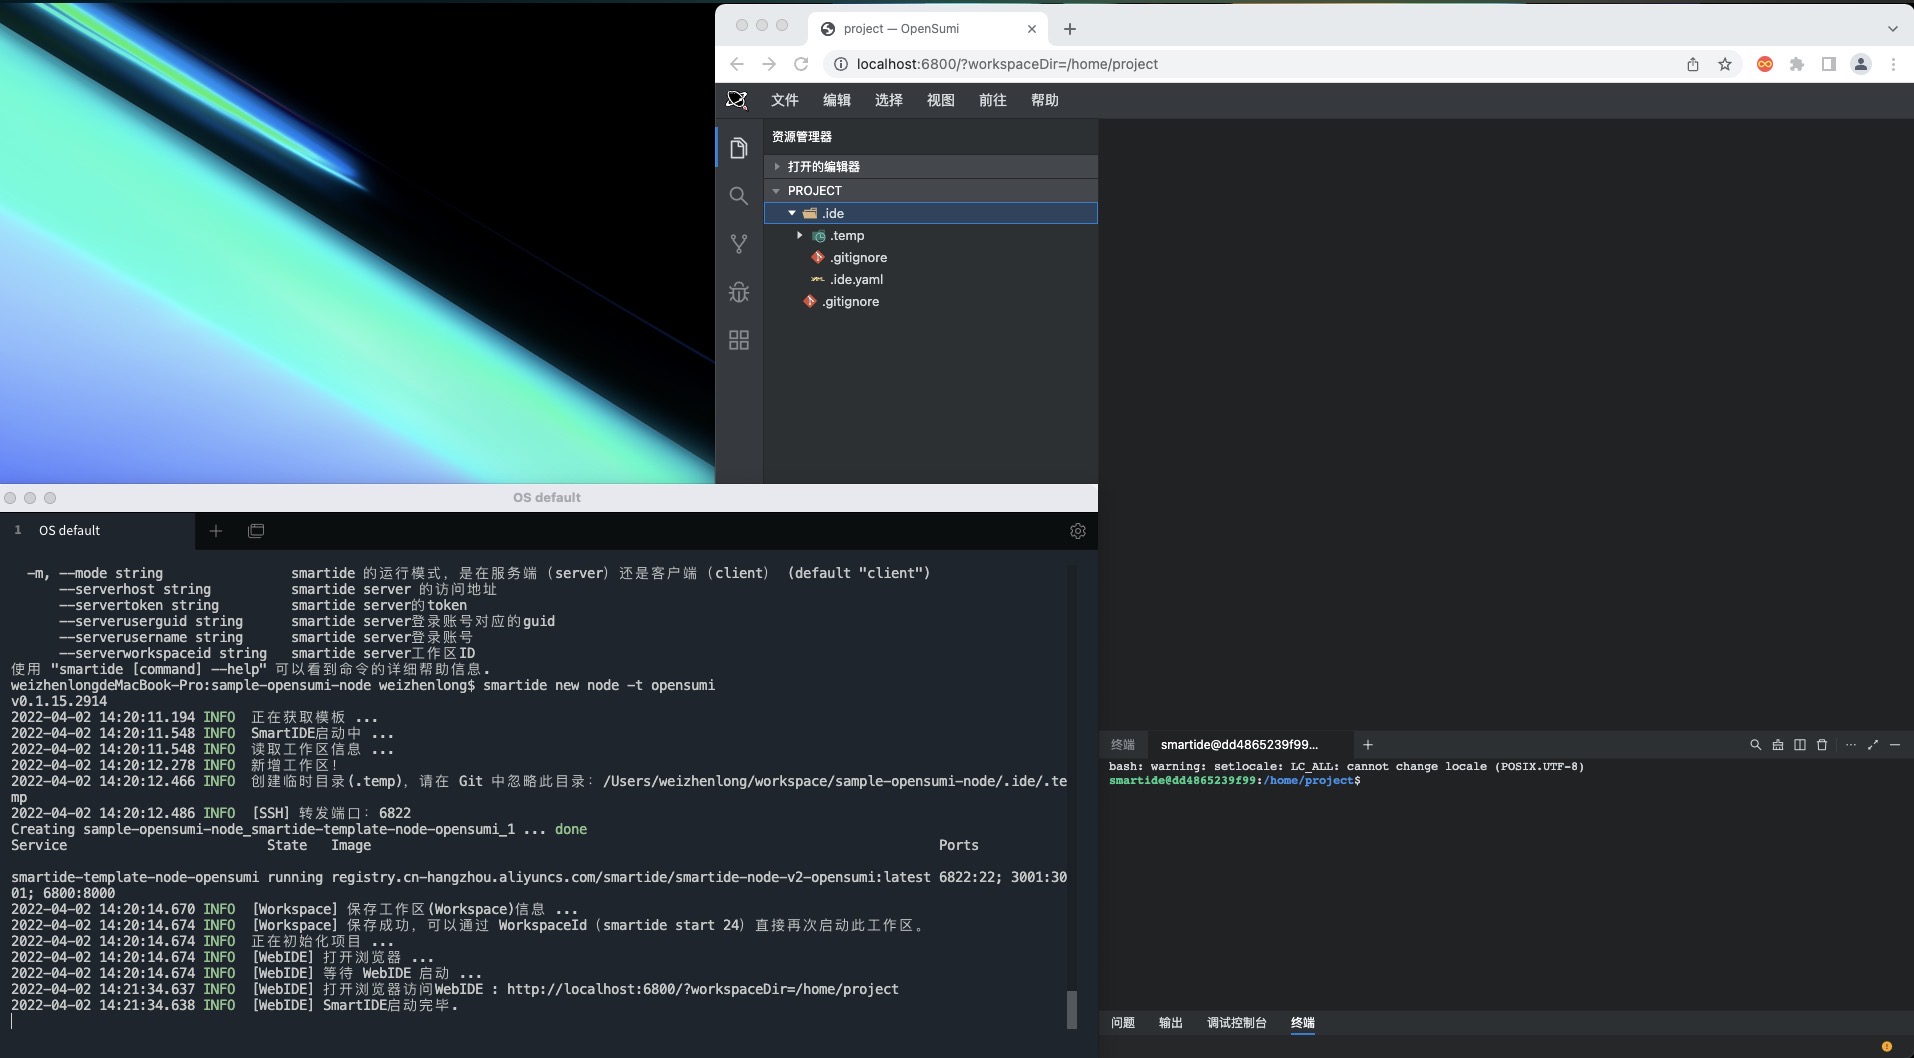 project — OpenSumi
localhost:6800/?workspaceDir=/home/project
文件 编辑 选择 视图 前往 帮助
资源管理器
打开的编辑器
PROJECT
.ide
.temp
.gitignore
.ide.yaml
.gitignore
OS default
1 OS default
-m, --mode string smartide 的运行模式，是在服务端（server）还是客户端（client） (default "client")
--serverhost string smartide server 的访问地址
--servertoken string smartide server的token
--serveruserguid string smartide server登录账号对应的guid
--serverusername string smartide server登录账号
--serverworkspaceid string smartide server工作区ID
使用 "smartide [command] --help" 可以看到命令的详细帮助信息.
weizhenlongdeMacBook-Pro:sample-opensumi-node weizhenlong$ smartide new node -t opensumi
v0.1.15.2914
2022-04-02 14:20:11.194 INFO 正在获取模板 ...
2022-04-02 14:20:11.548 INFO SmartIDE启动中 ...
2022-04-02 14:20:11.548 INFO 读取工作区信息 ...
2022-04-02 14:20:12.278 INFO 新增工作区！
2022-04-02 14:20:12.466 INFO 创建临时目录(.temp)，请在 Git 中忽略此目录：/Users/weizhenlong/workspace/sample-opensumi-node/.ide/.te
mp
2022-04-02 14:20:12.486 INFO [SSH] 转发端口：6822
Creating sample-opensumi-node_smartide-template-node-opensumi_1 ... done
Service State Image Ports
smartide-template-node-opensumi running registry.cn-hangzhou.aliyuncs.com/smartide/smartide-node-v2-opensumi:latest 6822:22; 3001:30
01; 6800:8000
2022-04-02 14:20:14.670 INFO [Workspace] 保存工作区(Workspace)信息 ...
2022-04-02 14:20:14.674 INFO [Workspace] 保存成功，可以通过 WorkspaceId（smartide start 24）直接再次启动此工作区。
2022-04-02 14:20:14.674 INFO 正在初始化项目 ...
2022-04-02 14:20:14.674 INFO [WebIDE] 打开浏览器 ...
2022-04-02 14:20:14.674 INFO [WebIDE] 等待 WebIDE 启动 ...
2022-04-02 14:21:34.637 INFO [WebIDE] 打开浏览器访问WebIDE : http://localhost:6800/?workspaceDir=/home/project
2022-04-02 14:21:34.638 INFO [WebIDE] SmartIDE启动完毕.
终端 smartide@dd4865239f99...
bash: warning: setlocale: LC_ALL: cannot change locale (POSIX.UTF-8)
smartide@dd4865239f99:/home/project$
问题 输出 调试控制台 终端